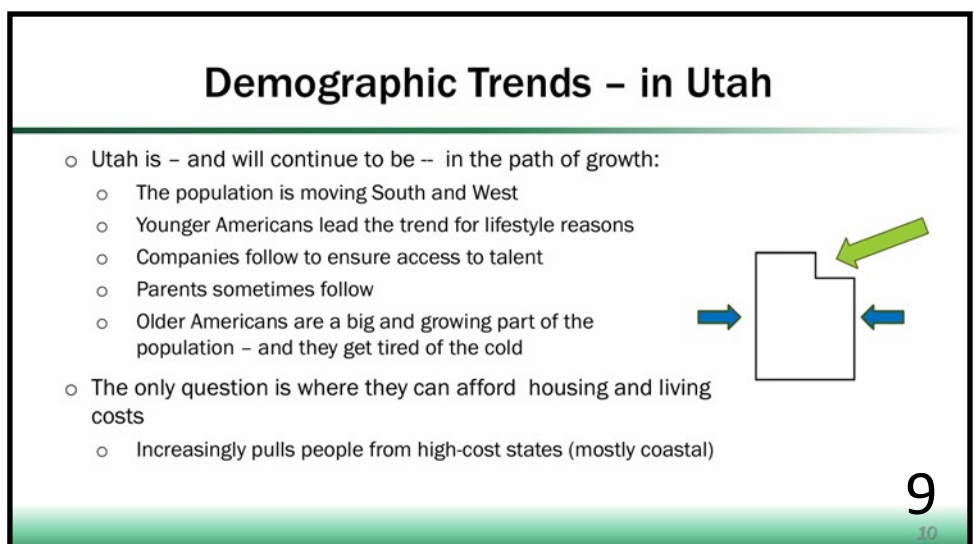 Demographic Trends – in Utah
○ Utah is – and will continue to be -- in the path of growth:
○ The population is moving South and West
○ Younger Americans lead the trend for lifestyle reasons
○ Companies follow to ensure access to talent
○ Parents sometimes follow
○ Older Americans are a big and growing part of the
population – and they get tired of the cold
○ The only question is where they can afford  housing and living
costs
○ Increasingly pulls people from high-cost states (mostly coastal)
9
10